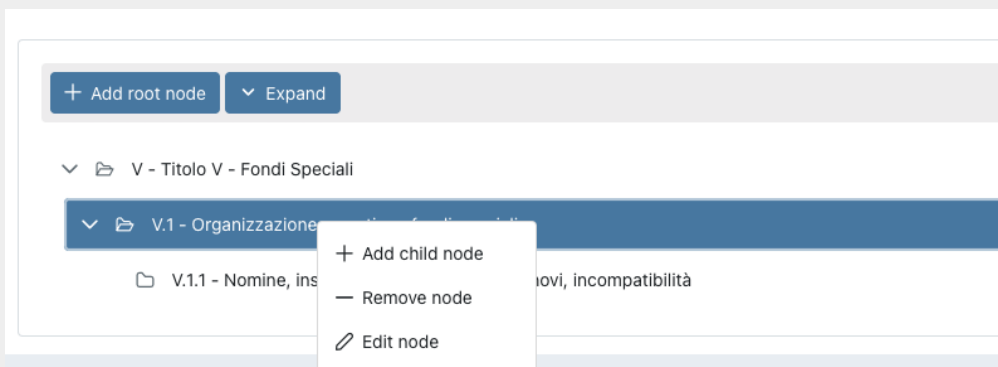 Add root node
Expand
V - Titolo V - Fondi Speciali
V.1 - Organizzazione
Add child node
V.1.1 - Nomine, incompatibilità
Remove node
Edit node